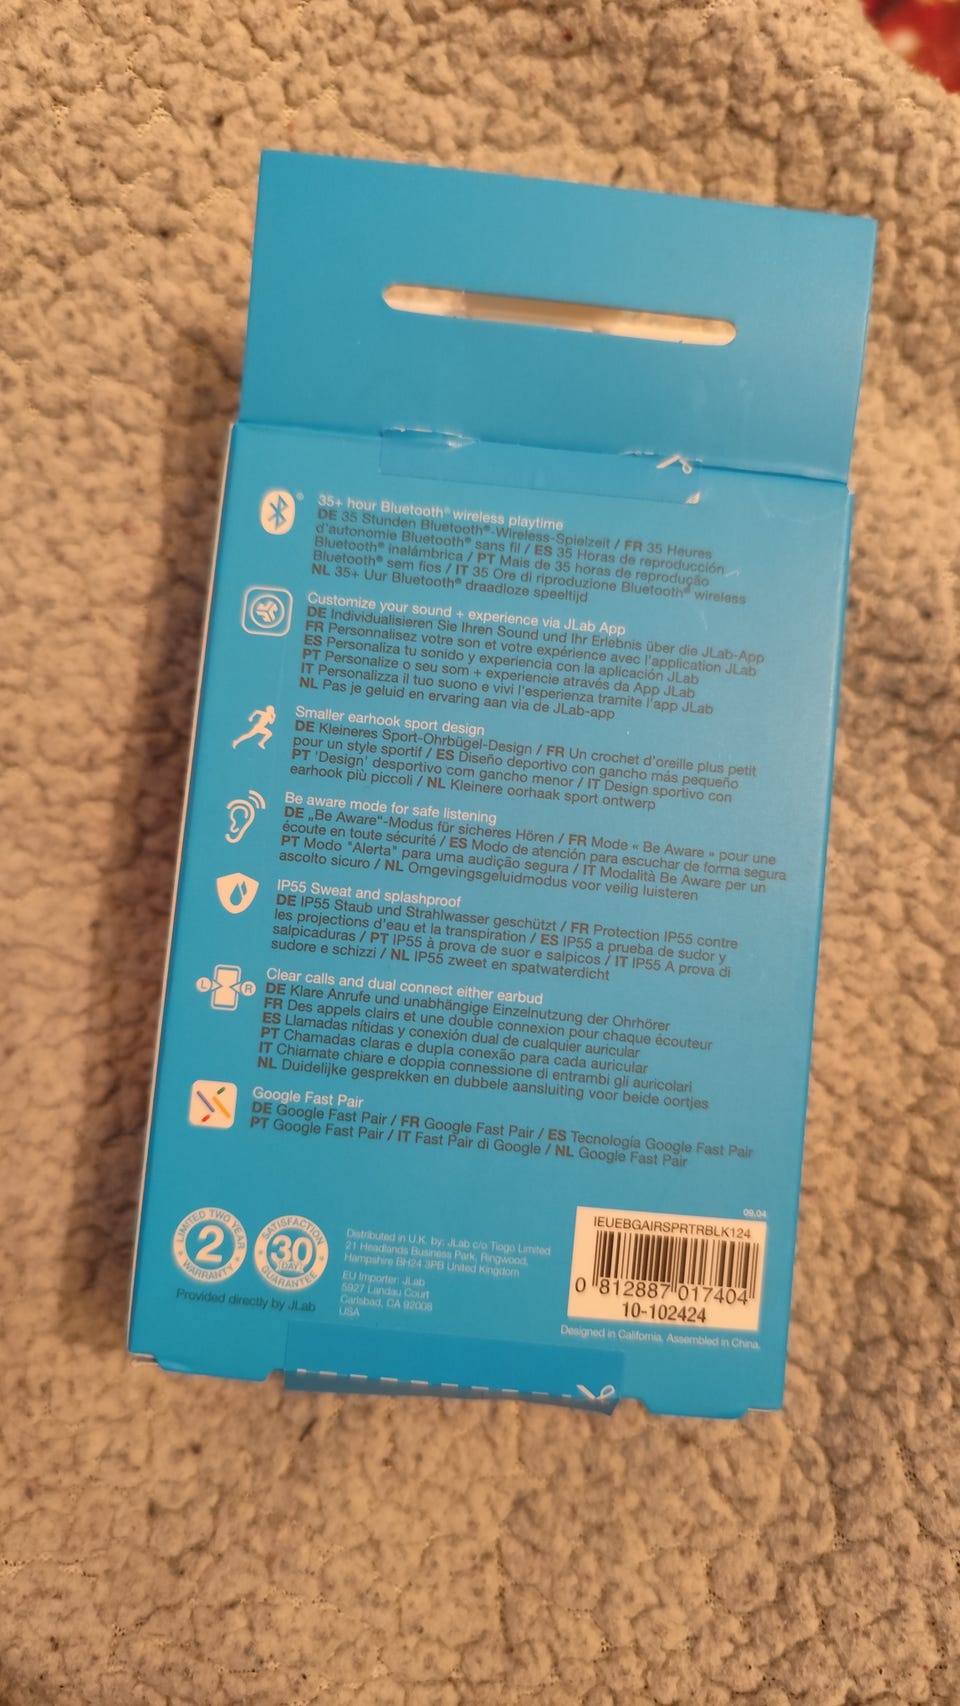 35+ hour Bluetooth® wireless playtime
DE 35 Stunden Bluetooth®-Wireless-Spielzeit / FR 35 Heures
d'autonomie Bluetooth® sans fil / ES 35 Horas de reproducción
Bluetooth® inalámbrica / PT Mais de 35 horas de reprodução
Bluetooth® sem fios / IT 35 Ore di riproduzione Bluetooth® wireless
NL 35+ Uur Bluetooth® draadloze speeltijd
Customize your sound + experience via JLab App
DE Individualisieren Sie Ihren Sound und Ihr Erlebnis über die JLab-App
FR Personnalisez votre son et votre expérience avec l'application JLab
ES Personaliza tu sonido y experiencia con la aplicación JLab
PT Personalize o seu som + experiencie através da App JLab
IT Personalizza il tuo suono e vivi l'esperienza tramite l'app JLab
NL Pas je geluid en ervaring aan via de JLab-app
Smaller earhook sport design
DE Kleineres Sport-Ohrbügel-Design / FR Un crochet d'oreille plus petit
pour un style sportif / ES Diseño deportivo con gancho más pequeño
PT 'Design' desportivo com gancho menor / IT Design sportivo con
earhook più piccoli / NL Kleinere oorhaak sport ontwerp
Be aware mode for safe listening
DE „Be Aware“-Modus für sicheres Hören / FR Mode « Be Aware » pour une
écoute en toute sécurité / ES Modo de atención para escuchar de forma segura
PT Modo "Alerta" para uma audição segura / IT Modalità Be Aware per un
ascolto sicuro / NL Omgevingsgeluidmodus voor veilig luisteren
IP55 Sweat and splashproof
DE IP55 Staub und Strahlwasser geschützt / FR Protection IP55 contre
les projections d'eau et la transpiration / ES IP55 a prueba de sudor y
salpicaduras / PT IP55 à prova de suor e salpicos / IT IP55 A prova di
sudore e schizzi / NL IP55 zweet en spatwaterdicht
L R
Clear calls and dual connect either earbud
DE Klare Anrufe und unabhängige Einzelnutzung der Ohrhörer
FR Des appels clairs et une double connexion pour chaque écouteur
ES Llamadas nítidas y conexión dual de cualquier auricular
PT Chamadas claras e dupla conexão para cada auricular
IT Chiamate chiare e doppia connessione di entrambi gli auricolari
NL Duidelijke gesprekken en dubbele aansluiting voor beide oortjes
Google Fast Pair
DE Google Fast Pair / FR Google Fast Pair / ES Tecnología Google Fast Pair
PT Google Fast Pair / IT Fast Pair di Google / NL Google Fast Pair
LIMITED TWO YEAR
2
WARRANTY
SATISFACTION
30
DAY
GUARANTEE
Provided directly by JLab
Distributed in U.K. by: JLab c/o Tiogo Limited
21 Headlands Business Park, Ringwood,
Hampshire BH24 3PB United Kingdom
EU Importer: JLab
5927 Landau Court
Carlsbad, CA 92008
USA
09.04
IEUEBGAIRSPRTRBLK124
0 812887 017404
10-102424
Designed in California. Assembled in China.